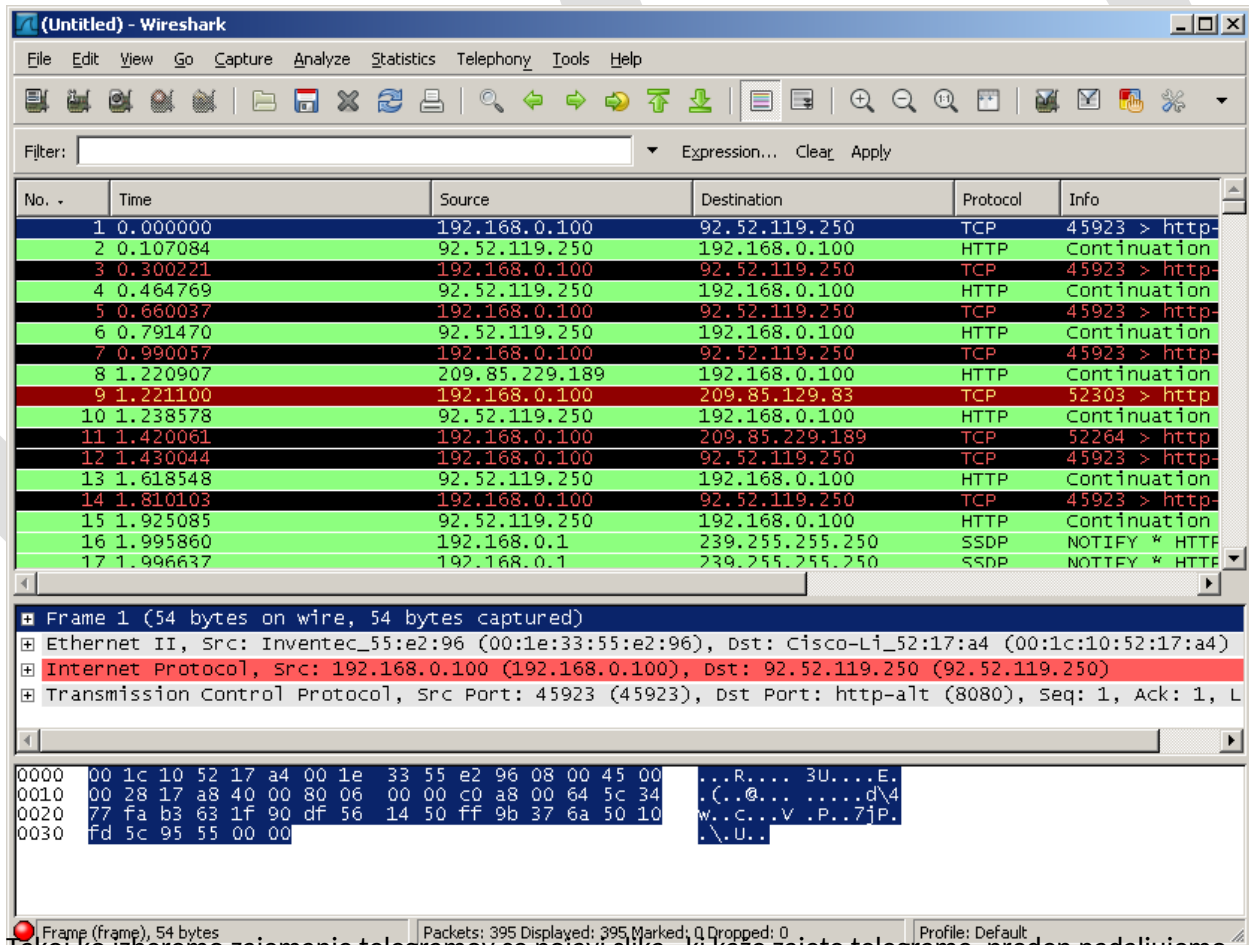 (Untitled) - Wireshark
File Edit View Go Capture Analyze Statistics Telephony Tools Help
Filter: Expression... Clear Apply
No. Time Source Destination Protocol Info
1 0.000000 192.168.0.100 92.52.119.250 TCP 45923 > http-
2 0.107084 92.52.119.250 192.168.0.100 HTTP Continuation
3 0.300221 192.168.0.100 92.52.119.250 TCP 45923 > http-
4 0.464769 92.52.119.250 192.168.0.100 HTTP Continuation
5 0.660037 192.168.0.100 92.52.119.250 TCP 45923 > http-
6 0.791470 92.52.119.250 192.168.0.100 HTTP Continuation
7 0.990057 192.168.0.100 92.52.119.250 TCP 45923 > http-
8 1.220907 209.85.229.189 192.168.0.100 HTTP Continuation
9 1.221100 192.168.0.100 209.85.129.83 TCP 52303 > http
10 1.238578 92.52.119.250 192.168.0.100 HTTP Continuation
11 1.420061 192.168.0.100 209.85.229.189 TCP 52264 > http
12 1.430044 192.168.0.100 92.52.119.250 TCP 45923 > http-
13 1.618548 92.52.119.250 192.168.0.100 HTTP Continuation
14 1.810103 192.168.0.100 92.52.119.250 TCP 45923 > http-
15 1.925085 92.52.119.250 192.168.0.100 HTTP Continuation
16 1.995860 192.168.0.1 239.255.255.250 SSDP NOTIFY * HTTP
17 1.996637 192.168.0.1 239.255.255.250 SSDP NOTIFY * HTTP
Frame 1 (54 bytes on wire, 54 bytes captured)
Ethernet II, Src: Inventec_55:e2:96 (00:1e:33:55:e2:96), Dst: Cisco-Li_52:17:a4 (00:1c:10:52:17:a4)
Internet Protocol, Src: 192.168.0.100 (192.168.0.100), Dst: 92.52.119.250 (92.52.119.250)
Transmission Control Protocol, Src Port: 45923 (45923), Dst Port: http-alt (8080), Seq: 1, Ack: 1, L
0000 00 1c 10 52 17 a4 00 1e 33 55 e2 96 08 00 45 00 ...R.... 3U....E.
0010 00 28 17 a8 40 00 80 06 00 00 c0 a8 00 64 5c 34 .(..@... .....d\4
0020 77 fa b3 63 1f 90 df 56 14 50 ff 9b 37 6a 50 10 w..c...V .P..7jP.
0030 fd 5c 95 55 00 00 .\.U..
Frame (frame), 54 bytes Packets: 395 Displayed: 395 Marked: 0 Dropped: 0 Profile: Default